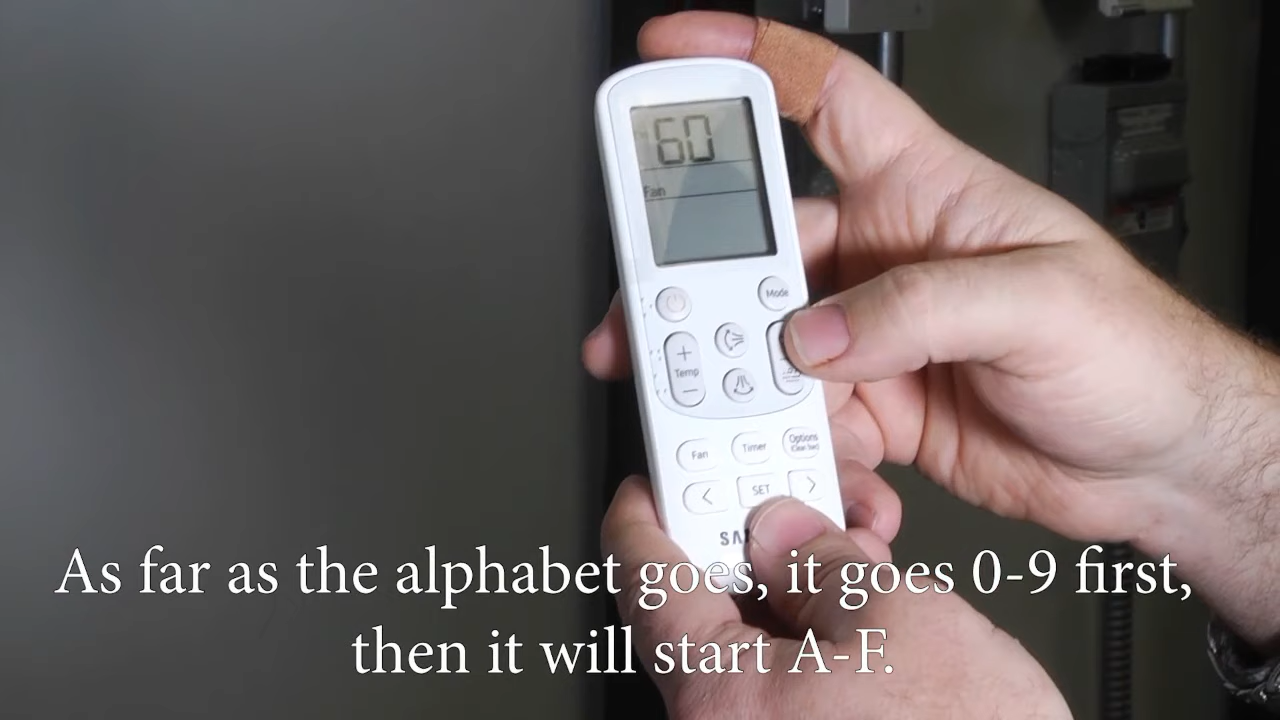 60
Fan
Mode
+
Temp
−
Fan
Timer
Options
<
SET
>
As far as the alphabet goes, it goes 0-9 first,
then it will start A-F.